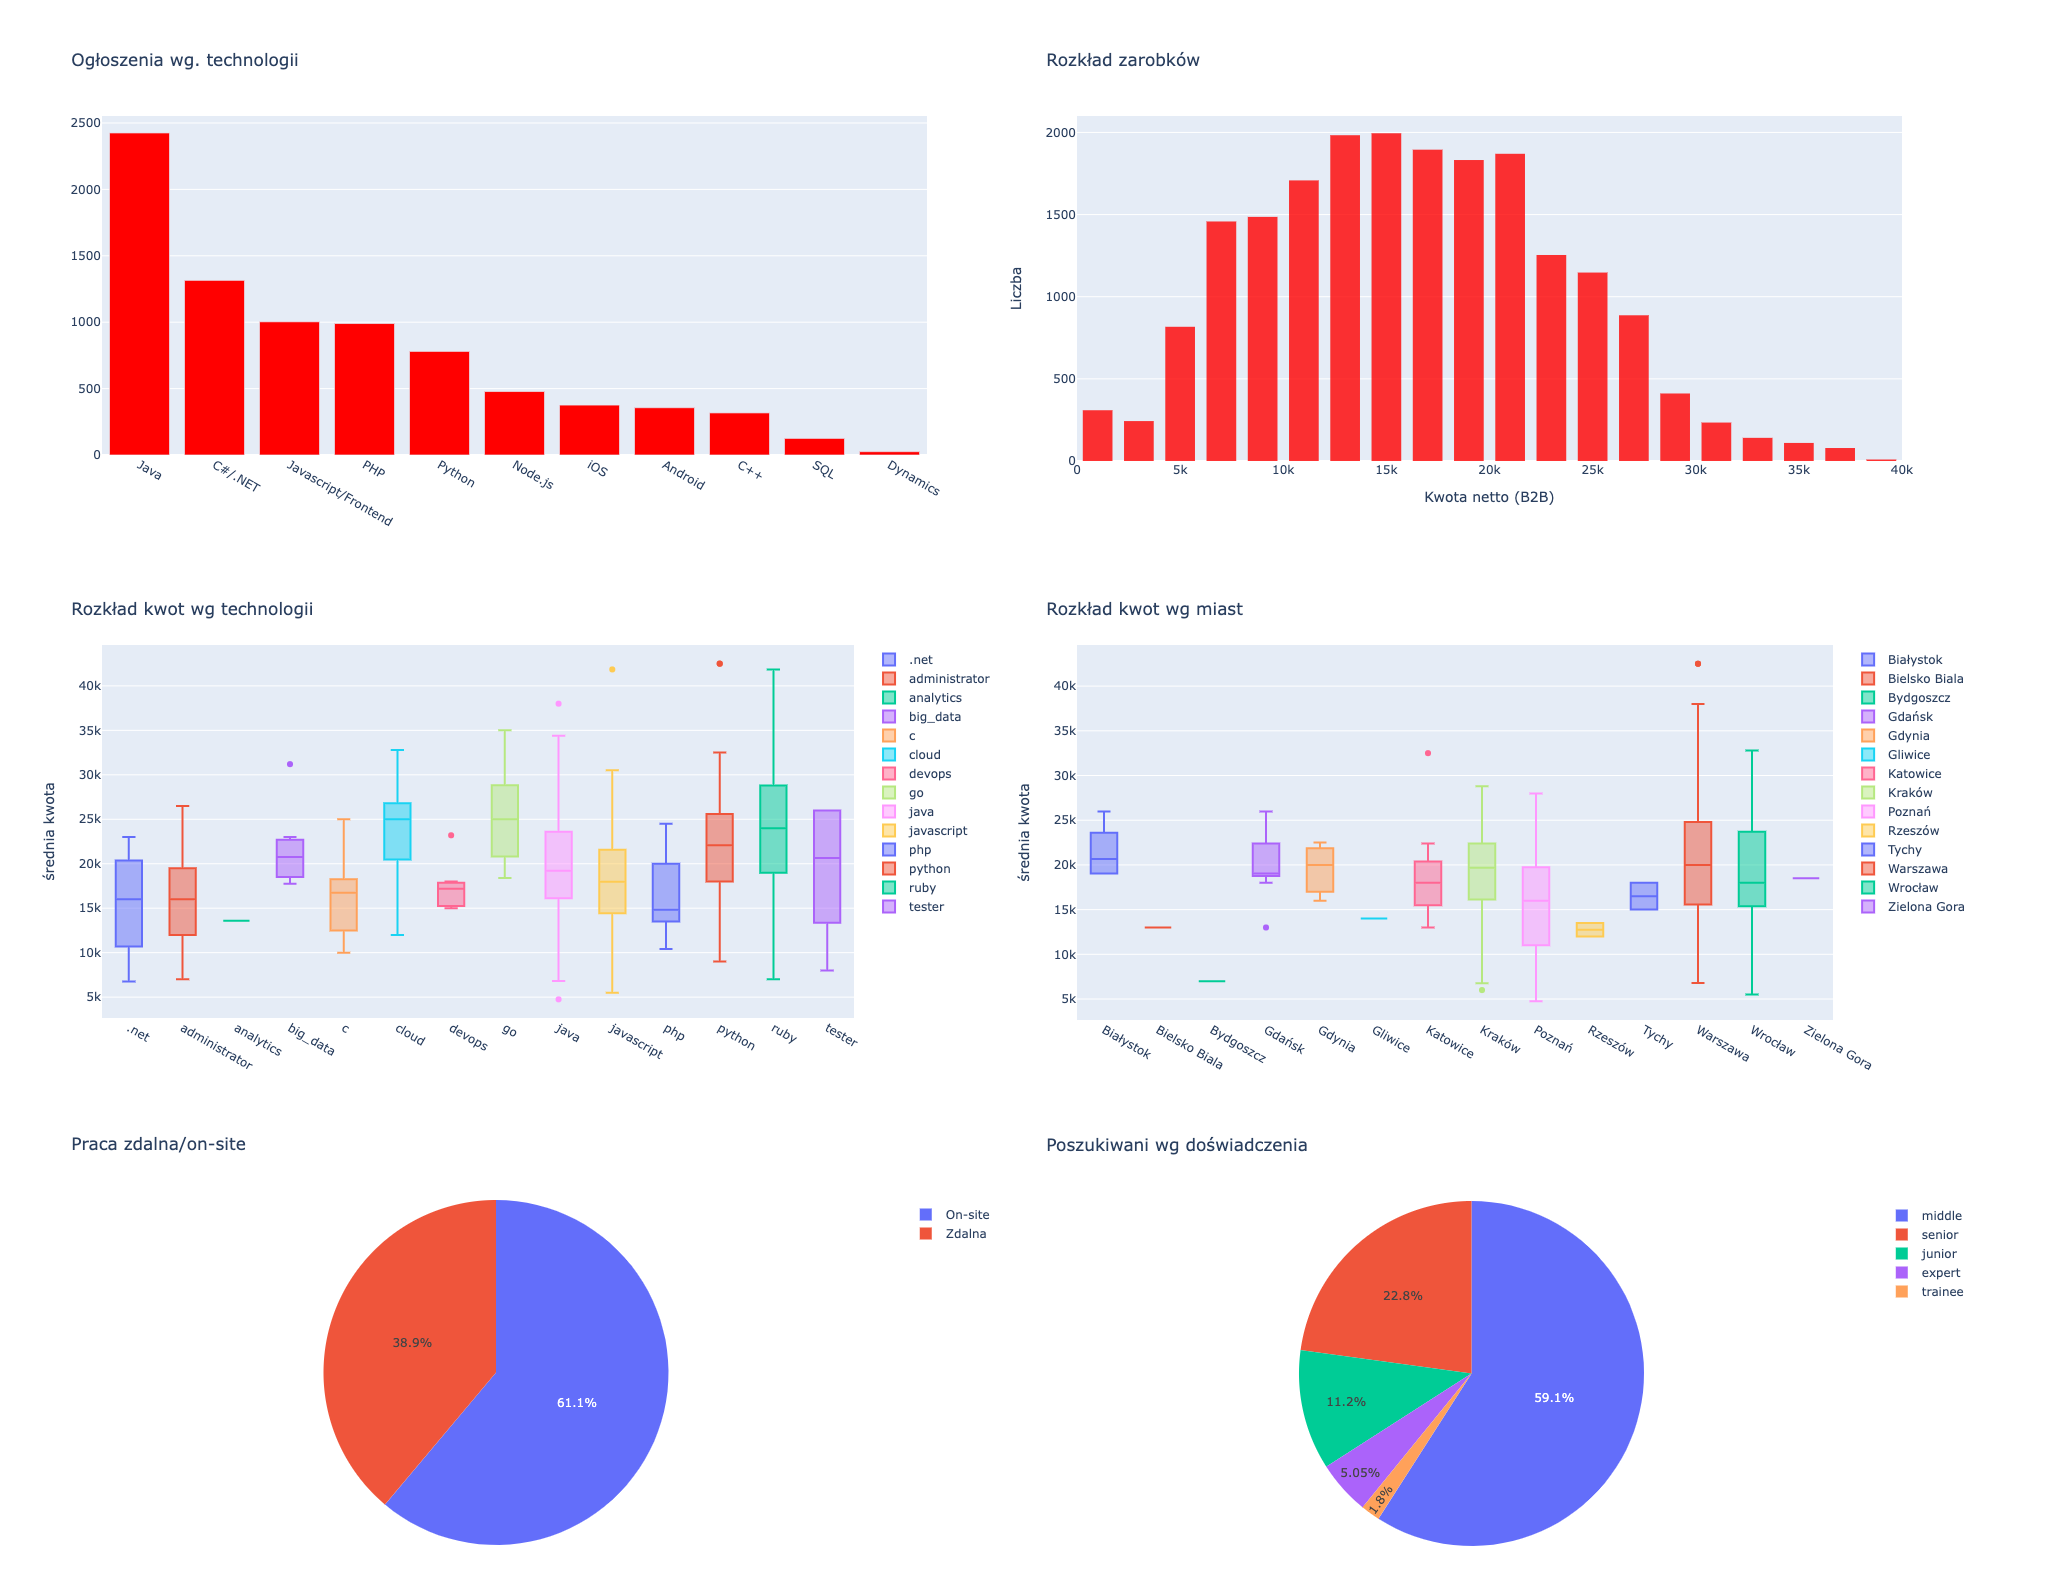 Ogłoszenia wg. technologii
2500
2000
1500
1000
500
0
Java
C#/.NET
Javascript/Frontend
PHP
Python
Node.js
iOS
Android
C++
SQL
Dynamics
Rozkład zarobków
Liczba
2000
1500
1000
500
0
0
5k
10k
15k
20k
25k
30k
35k
40k
Kwota netto (B2B)
Rozkład kwot wg technologii
średnia kwota
40k
35k
30k
25k
20k
15k
10k
5k
.net
administrator
analytics
big_data
c
cloud
devops
go
java
javascript
php
python
ruby
tester
.net
administrator
analytics
big_data
c
cloud
devops
go
java
javascript
php
python
ruby
tester
Rozkład kwot wg miast
średnia kwota
40k
35k
30k
25k
20k
15k
10k
5k
Białystok
Bielsko Biala
Bydgoszcz
Gdańsk
Gdynia
Gliwice
Katowice
Kraków
Poznań
Rzeszów
Tychy
Warszawa
Wrocław
Zielona Gora
Białystok
Bielsko Biala
Bydgoszcz
Gdańsk
Gdynia
Gliwice
Katowice
Kraków
Poznań
Rzeszów
Tychy
Warszawa
Wrocław
Zielona Gora
Praca zdalna/on-site
38.9%
61.1%
On-site
Zdalna
Poszukiwani wg doświadczenia
22.8%
59.1%
11.2%
5.05%
1.8%
middle
senior
junior
expert
trainee